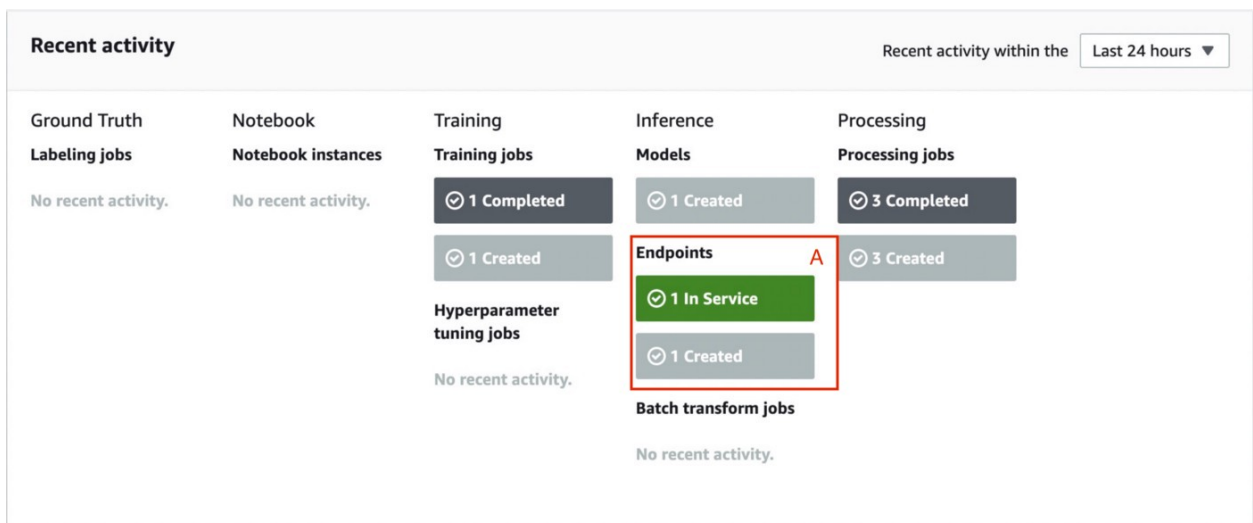 Recent activity
Recent activity within the
Last 24 hours
Ground Truth
Labeling jobs
No recent activity.
Notebook
Notebook instances
No recent activity.
Training
Training jobs
1 Completed
1 Created
Hyperparameter
tuning jobs
No recent activity.
Inference
Models
1 Created
Endpoints
A
1 In Service
1 Created
Batch transform jobs
No recent activity.
Processing
Processing jobs
3 Completed
3 Created